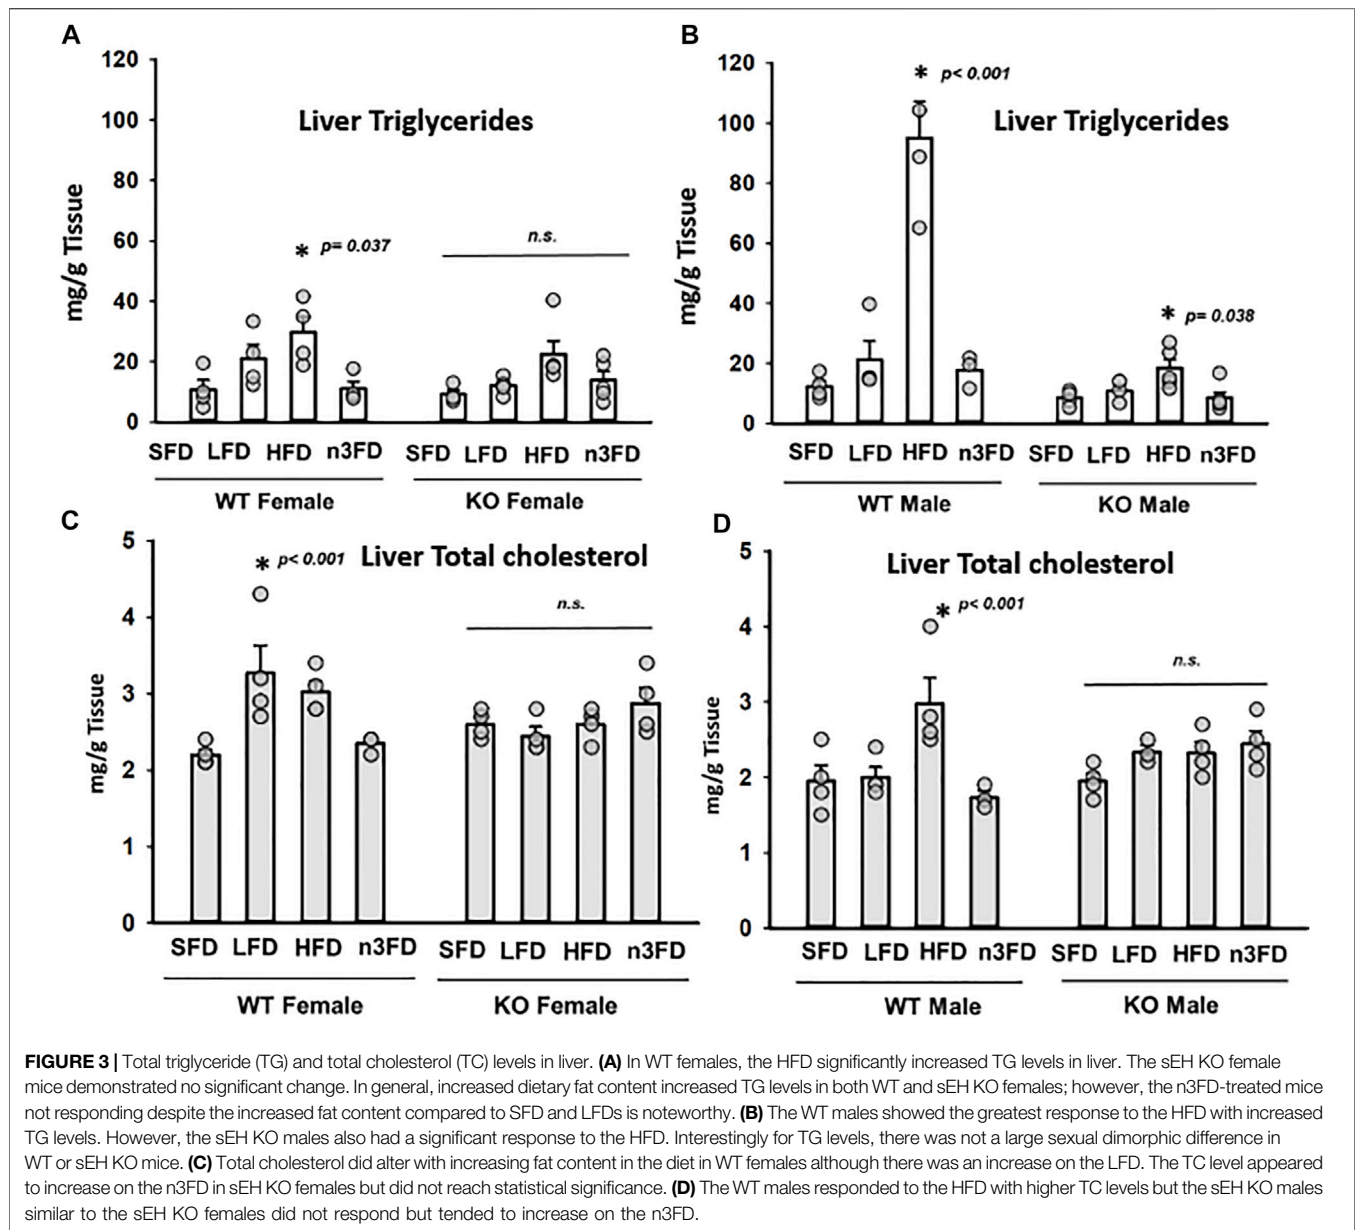 A
120
100
80
60
40
20
0
mg/g Tissue
Liver Triglycerides
* p= 0.037
n.s.
SFD LFD HFD n3FD SFD LFD HFD n3FD
WT Female KO Female
B
120
100
80
60
40
20
0
mg/g Tissue
* p< 0.001
Liver Triglycerides
* p= 0.038
SFD LFD HFD n3FD SFD LFD HFD n3FD
WT Male KO Male
C
5
4
3
2
1
0
mg/g Tissue
* p< 0.001 Liver Total cholesterol
n.s.
SFD LFD HFD n3FD SFD LFD HFD n3FD
WT Female KO Female
D
5
4
3
2
1
0
mg/g Tissue
Liver Total cholesterol
* p< 0.001
n.s.
SFD LFD HFD n3FD SFD LFD HFD n3FD
WT Male KO Male
FIGURE 3 | Total triglyceride (TG) and total cholesterol (TC) levels in liver. (A) In WT females, the HFD significantly increased TG levels in liver. The sEH KO female
mice demonstrated no significant change. In general, increased dietary fat content increased TG levels in both WT and sEH KO females; however, the n3FD-treated mice
not responding despite the increased fat content compared to SFD and LFDs is noteworthy. (B) The WT males showed the greatest response to the HFD with increased
TG levels. However, the sEH KO males also had a significant response to the HFD. Interestingly for TG levels, there was not a large sexual dimorphic difference in
WT or sEH KO mice. (C) Total cholesterol did alter with increasing fat content in the diet in WT females although there was an increase on the LFD. The TC level appeared
to increase on the n3FD in sEH KO females but did not reach statistical significance. (D) The WT males responded to the HFD with higher TC levels but the sEH KO males
similar to the sEH KO females did not respond but tended to increase on the n3FD.